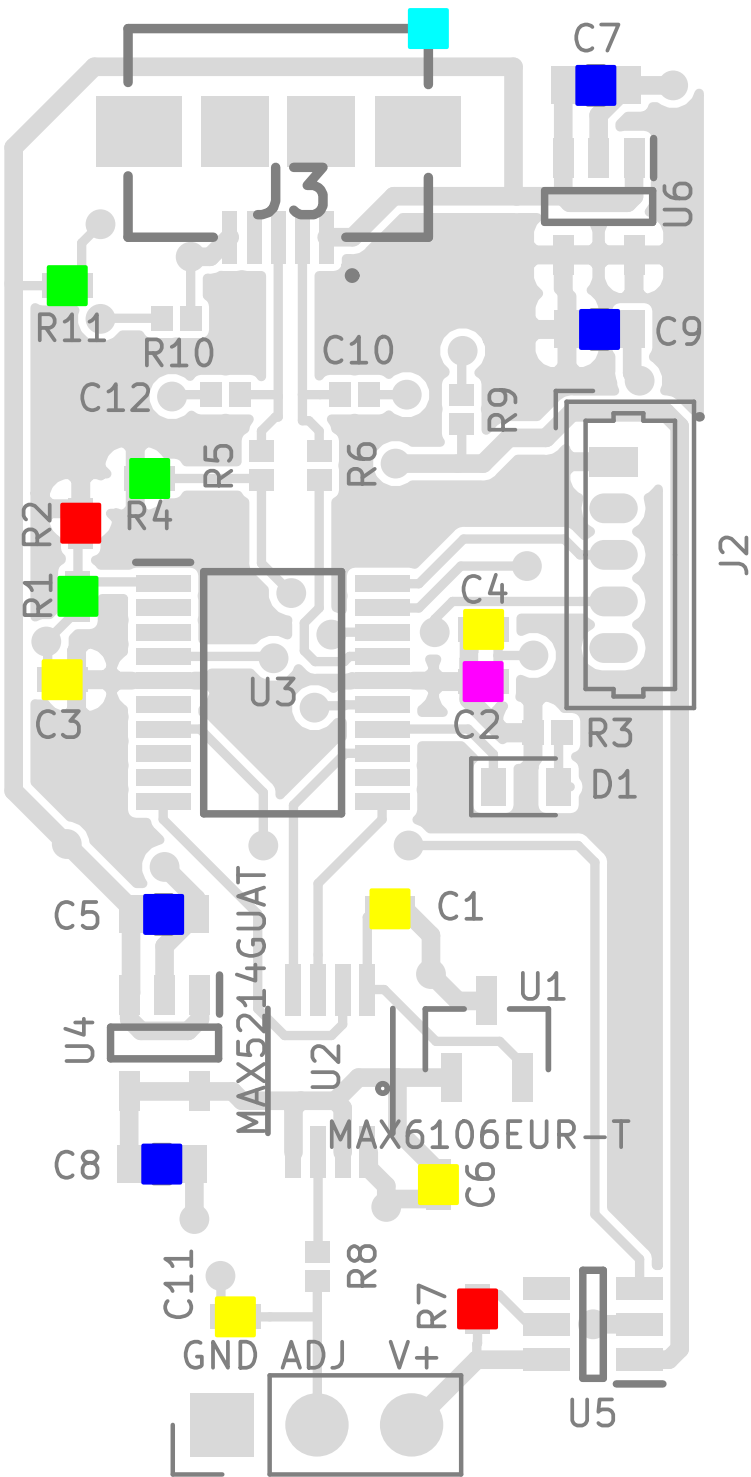 C7
J3
U6
R11
C9
R10
C10
C12
R9
R5
R6
R4
R2
J2
C4
R1
U3
C3
C2
R3
D1
C5
C1
MAX5214GUAT
U1
U4
U2
MAX6106EUR-T
C8
C6
C11
R8
R7
GND ADJ V+
U5